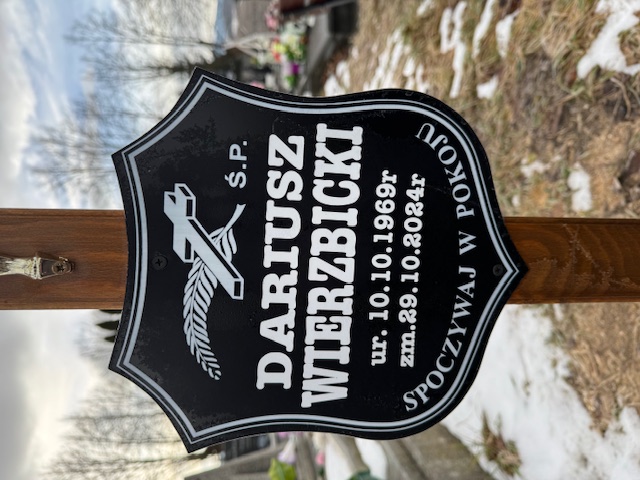 Ś.P.
DARIUSZ
WIERZBICKI
ur. 10.10.1969r
zm.29.10.2024r
SPOCZYWAJ W POKOJU